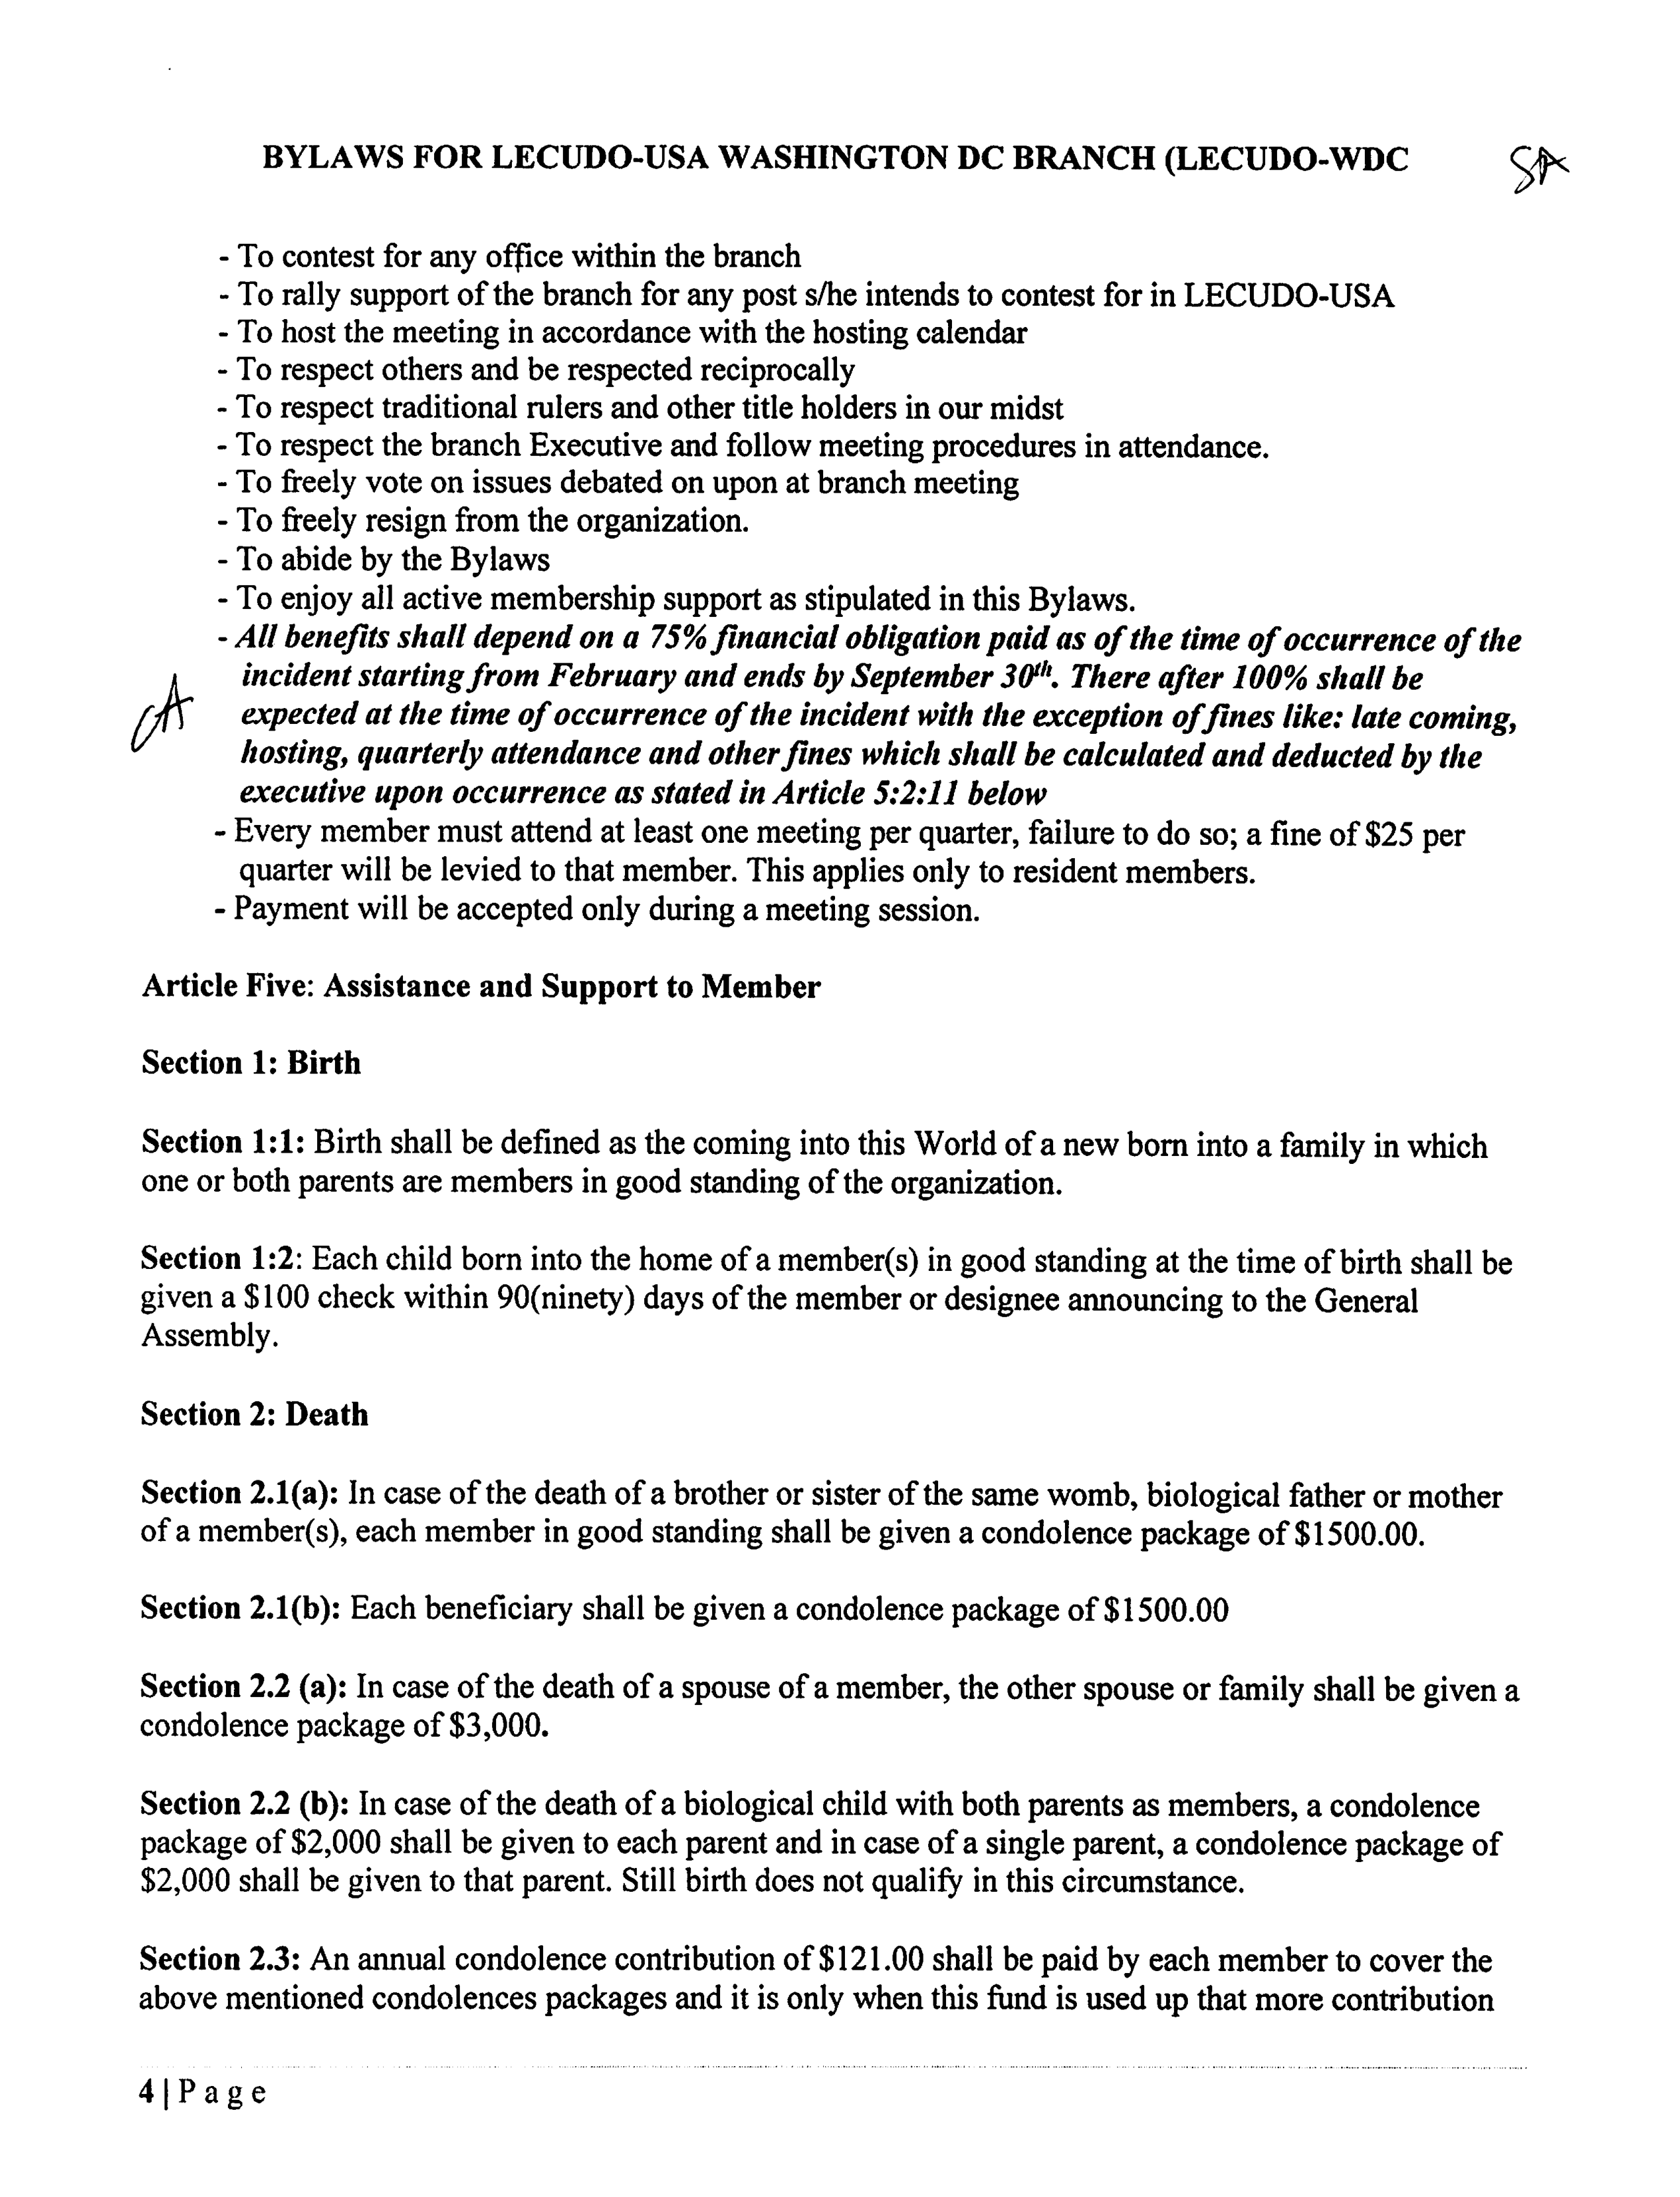 BYLAWS FOR LECUDO-USA WASHINGTON DC BRANCH (LECUDO-WDC
SA
- To contest for any office within the branch
- To rally support of the branch for any post s/he intends to contest for in LECUDO-USA
- To host the meeting in accordance with the hosting calendar
- To respect others and be respected reciprocally
- To respect traditional rulers and other title holders in our midst
- To respect the branch Executive and follow meeting procedures in attendance.
- To freely vote on issues debated on upon at branch meeting
- To freely resign from the organization.
- To abide by the Bylaws
- To enjoy all active membership support as stipulated in this Bylaws.
- All benefits shall depend on a 75% financial obligation paid as of the time of occurrence of the
incident starting from February and ends by September 30th. There after 100% shall be
expected at the time of occurrence of the incident with the exception of fines like: late coming,
hosting, quarterly attendance and other fines which shall be calculated and deducted by the
executive upon occurrence as stated in Article 5:2:11 below
- Every member must attend at least one meeting per quarter, failure to do so; a fine of $25 per
quarter will be levied to that member. This applies only to resident members.
- Payment will be accepted only during a meeting session.
Article Five: Assistance and Support to Member
Section 1: Birth
Section 1:1: Birth shall be defined as the coming into this World of a new born into a family in which
one or both parents are members in good standing of the organization.
Section 1:2: Each child born into the home of a member(s) in good standing at the time of birth shall be
given a $100 check within 90(ninety) days of the member or designee announcing to the General
Assembly.
Section 2: Death
Section 2.1(a): In case of the death of a brother or sister of the same womb, biological father or mother
of a member(s), each member in good standing shall be given a condolence package of $1500.00.
Section 2.1(b): Each beneficiary shall be given a condolence package of $1500.00
Section 2.2 (a): In case of the death of a spouse of a member, the other spouse or family shall be given a
condolence package of $3,000.
Section 2.2 (b): In case of the death of a biological child with both parents as members, a condolence
package of $2,000 shall be given to each parent and in case of a single parent, a condolence package of
$2,000 shall be given to that parent. Still birth does not qualify in this circumstance.
Section 2.3: An annual condolence contribution of $121.00 shall be paid by each member to cover the
above mentioned condolences packages and it is only when this fund is used up that more contribution
4 | P a g e